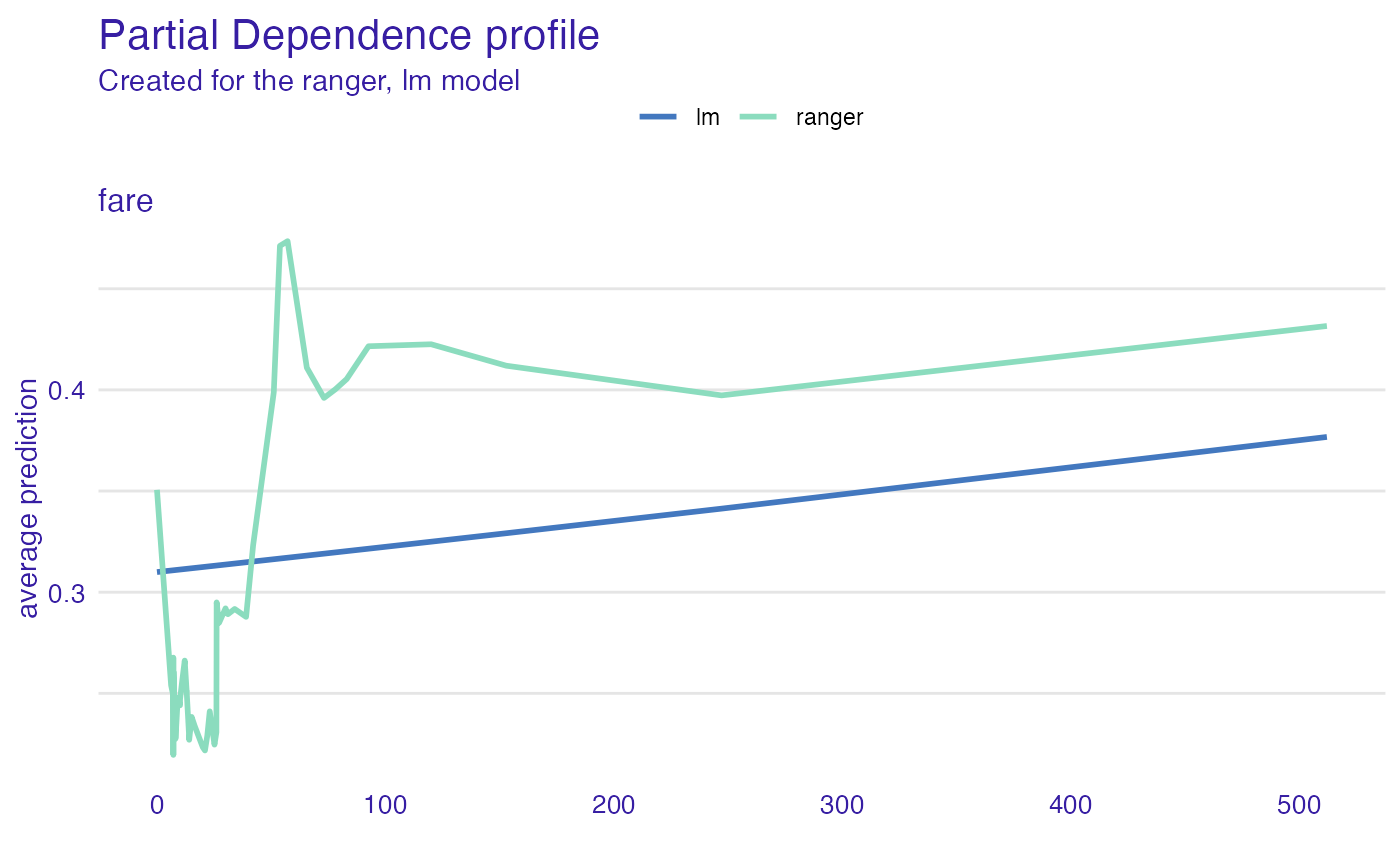 Partial Dependence profile
Created for the ranger, lm model
lm ranger
fare
average prediction
0.4
0.3
0 100 200 300 400 500